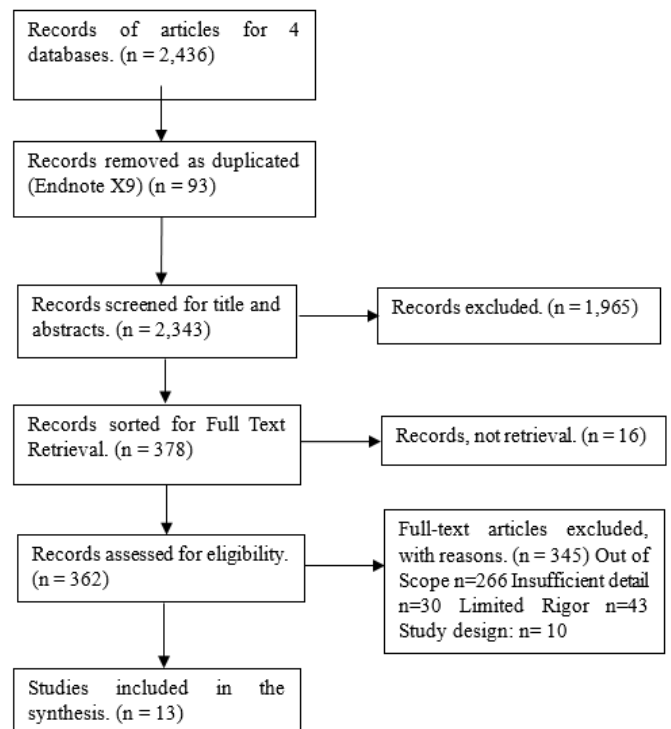 Records of articles for 4
databases. (n = 2,436)
Records removed as duplicated
(Endnote X9) (n = 93)
Records screened for title and
abstracts. (n = 2,343)
Records excluded. (n = 1,965)
Records sorted for Full Text
Retrieval. (n = 378)
Records, not retrieval. (n = 16)
Records assessed for eligibility.
(n = 362)
Full-text articles excluded,
with reasons. (n = 345) Out of
Scope n=266 Insufficient detail
n=30 Limited Rigor n=43
Study design: n= 10
Studies included in the
synthesis. (n = 13)